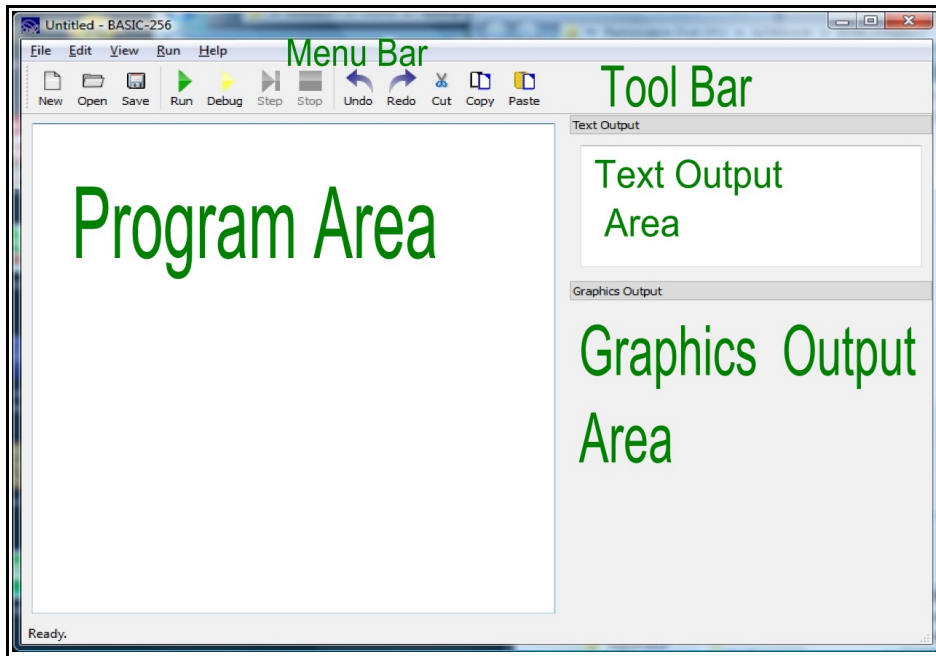 Untitled - BASIC-256
File Edit View Run Help
Menu Bar
New Open Save Run Debug Step Stop Undo Redo Cut Copy Paste
Tool Bar
Program Area
Text Output
Text Output
Area
Graphics Output
Graphics Output
Area
Ready.